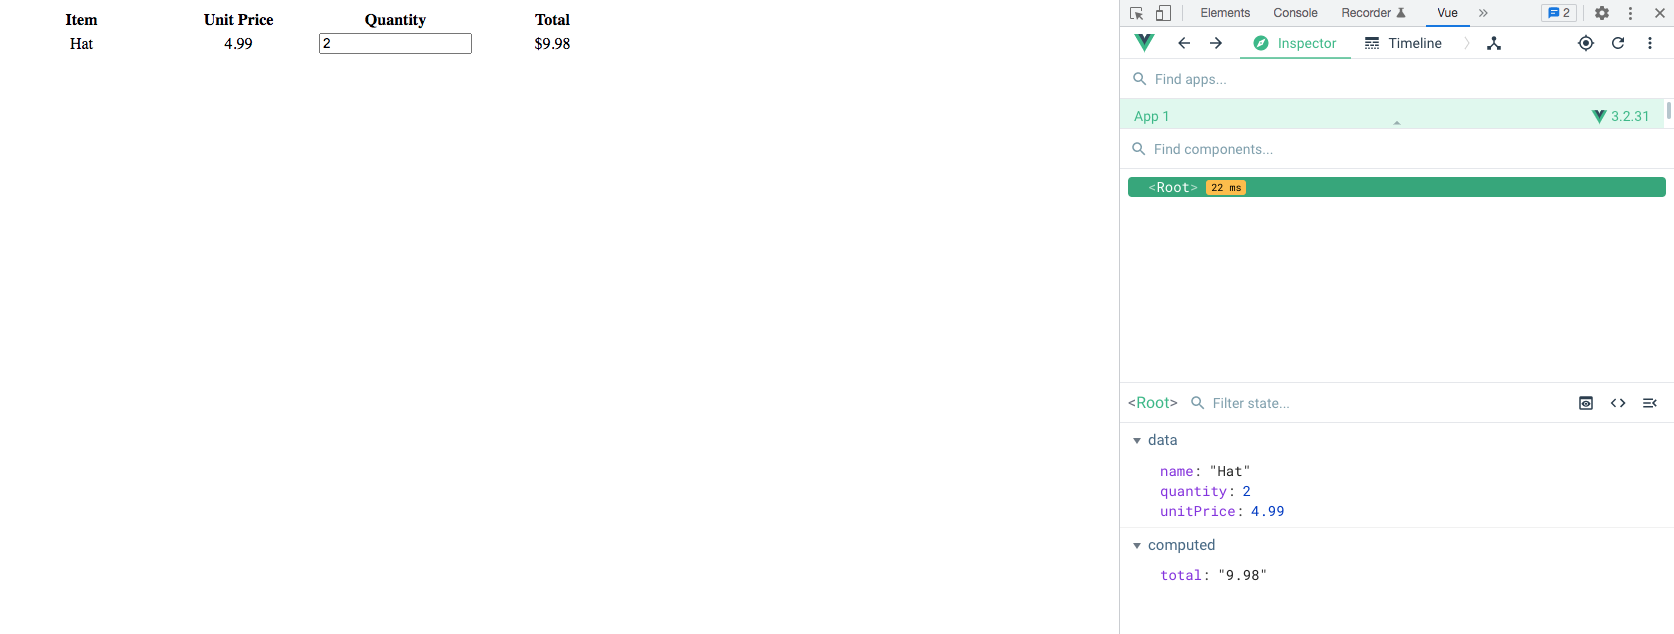 Item Unit Price Quantity Total
Hat 4.99 2 $9.98
Elements Console Recorder Vue » 2
Inspector Timeline
Find apps...
App 1 3.2.31
Find components...
<Root> 22 ms
<Root> Filter state...
data
name: "Hat"
quantity: 2
unitPrice: 4.99
computed
total: "9.98"